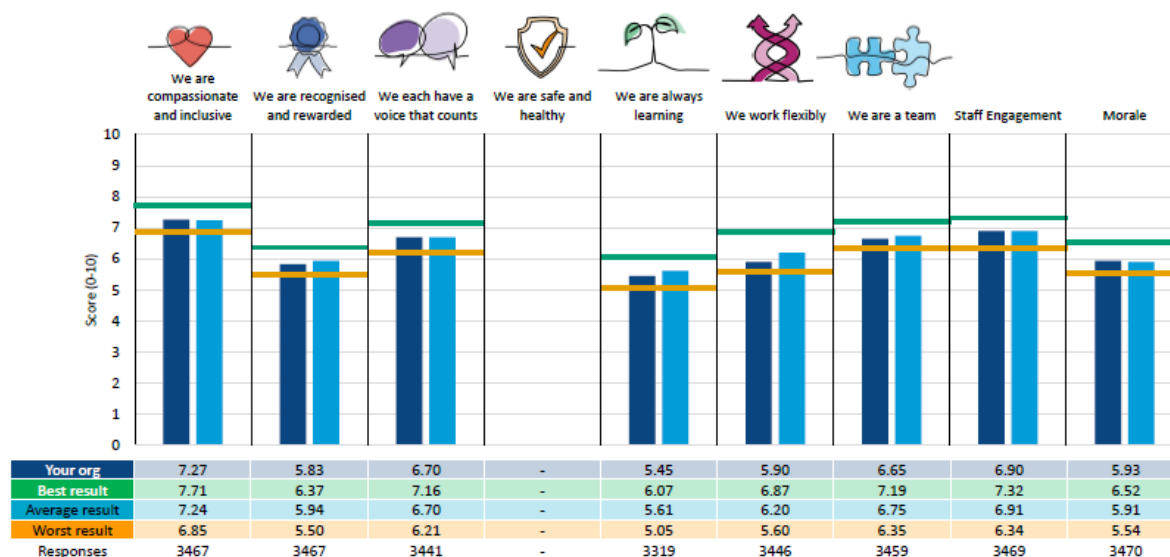 We are
compassionate
and inclusive
We are recognised
and rewarded
We each have a
voice that counts
We are safe and
healthy
We are always
learning
We work flexibly
We are a team
Staff Engagement
Morale
Score (0-10)
10
9
8
7
6
5
4
3
2
1
0
Your org 7.27 5.83 6.70 - 5.45 5.90 6.65 6.90 5.93
Best result 7.71 6.37 7.16 - 6.07 6.87 7.19 7.32 6.52
Average result 7.24 5.94 6.70 - 5.61 6.20 6.75 6.91 5.91
Worst result 6.85 5.50 6.21 - 5.05 5.60 6.35 6.34 5.54
Responses 3467 3467 3441 - 3319 3446 3459 3469 3470